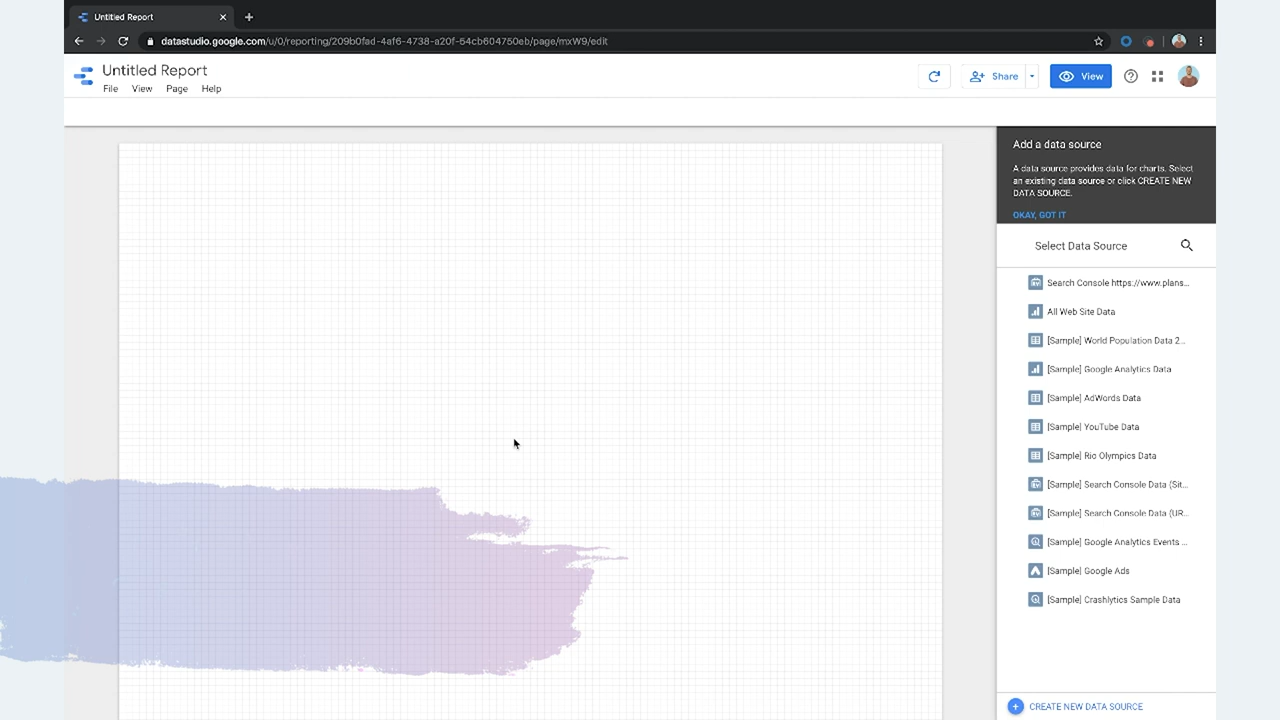 Untitled Report
datastudio.google.com/u/0/reporting/209b0fad-4af6-4738-a20f-54cb604750eb/page/mxW9/edit
Untitled Report
File View Page Help
Share
View
Add a data source
A data source provides data for charts. Select
an existing data source or click CREATE NEW
DATA SOURCE.
OKAY, GOT IT
Select Data Source
Search Console https://www.plans...
All Web Site Data
[Sample] World Population Data 2...
[Sample] Google Analytics Data
[Sample] AdWords Data
[Sample] YouTube Data
[Sample] Rio Olympics Data
[Sample] Search Console Data (Sit...
[Sample] Search Console Data (UR...
[Sample] Google Analytics Events ...
[Sample] Google Ads
[Sample] Crashlytics Sample Data
CREATE NEW DATA SOURCE